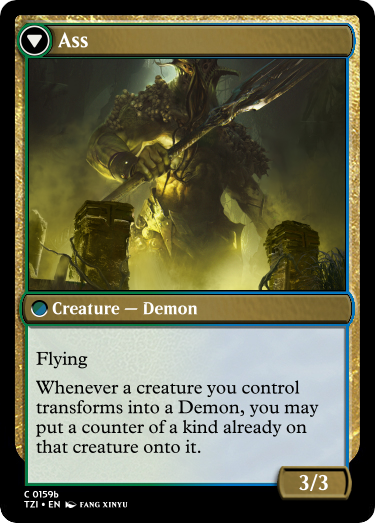 Ass
Creature — Demon
Flying
Whenever a creature you control
transforms into a Demon, you may
put a counter of a kind already on
that creature onto it.
3/3
C 0159b
TZI • EN FANG XINYU